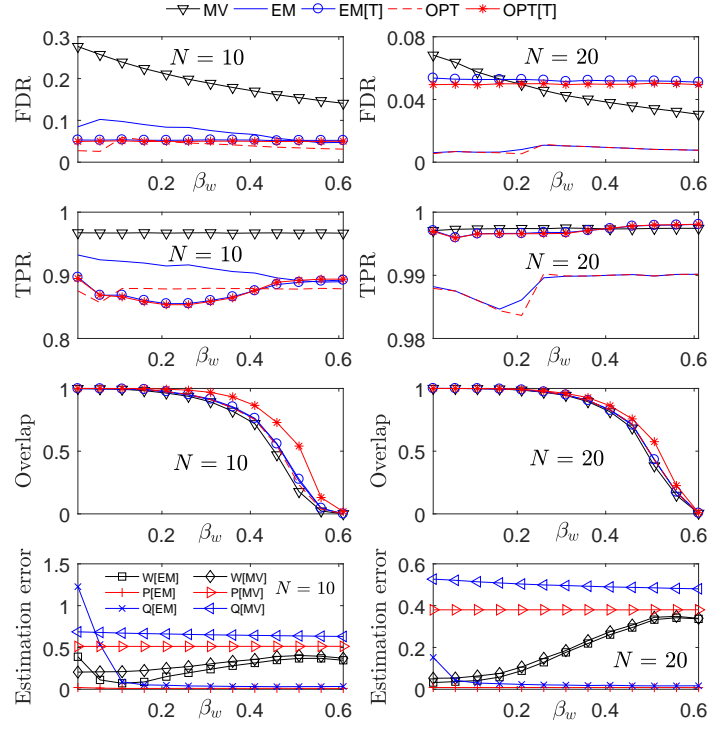 MV EM EM[T] OPT OPT[T]
0.3
0.2
0.1
0
FDR
N = 10
0.2 0.4 0.6
β_w
0.08
0.04
0
FDR
N = 20
0.2 0.4 0.6
β_w
1
0.9
0.8
TPR
N = 10
0.2 0.4 0.6
β_w
1
0.99
0.98
TPR
N = 20
0.2 0.4 0.6
β_w
1
0.5
0
Overlap
N = 10
0.2 0.4 0.6
β_w
1
0.5
0
Overlap
N = 20
0.2 0.4 0.6
β_w
1.5
1
0.5
0
Estimation error
W[EM] W[MV]
P[EM] P[MV]
Q[EM] Q[MV]
N = 10
0.2 0.4 0.6
β_w
0.6
0.4
0.2
0
Estimation error
N = 20
0.2 0.4 0.6
β_w